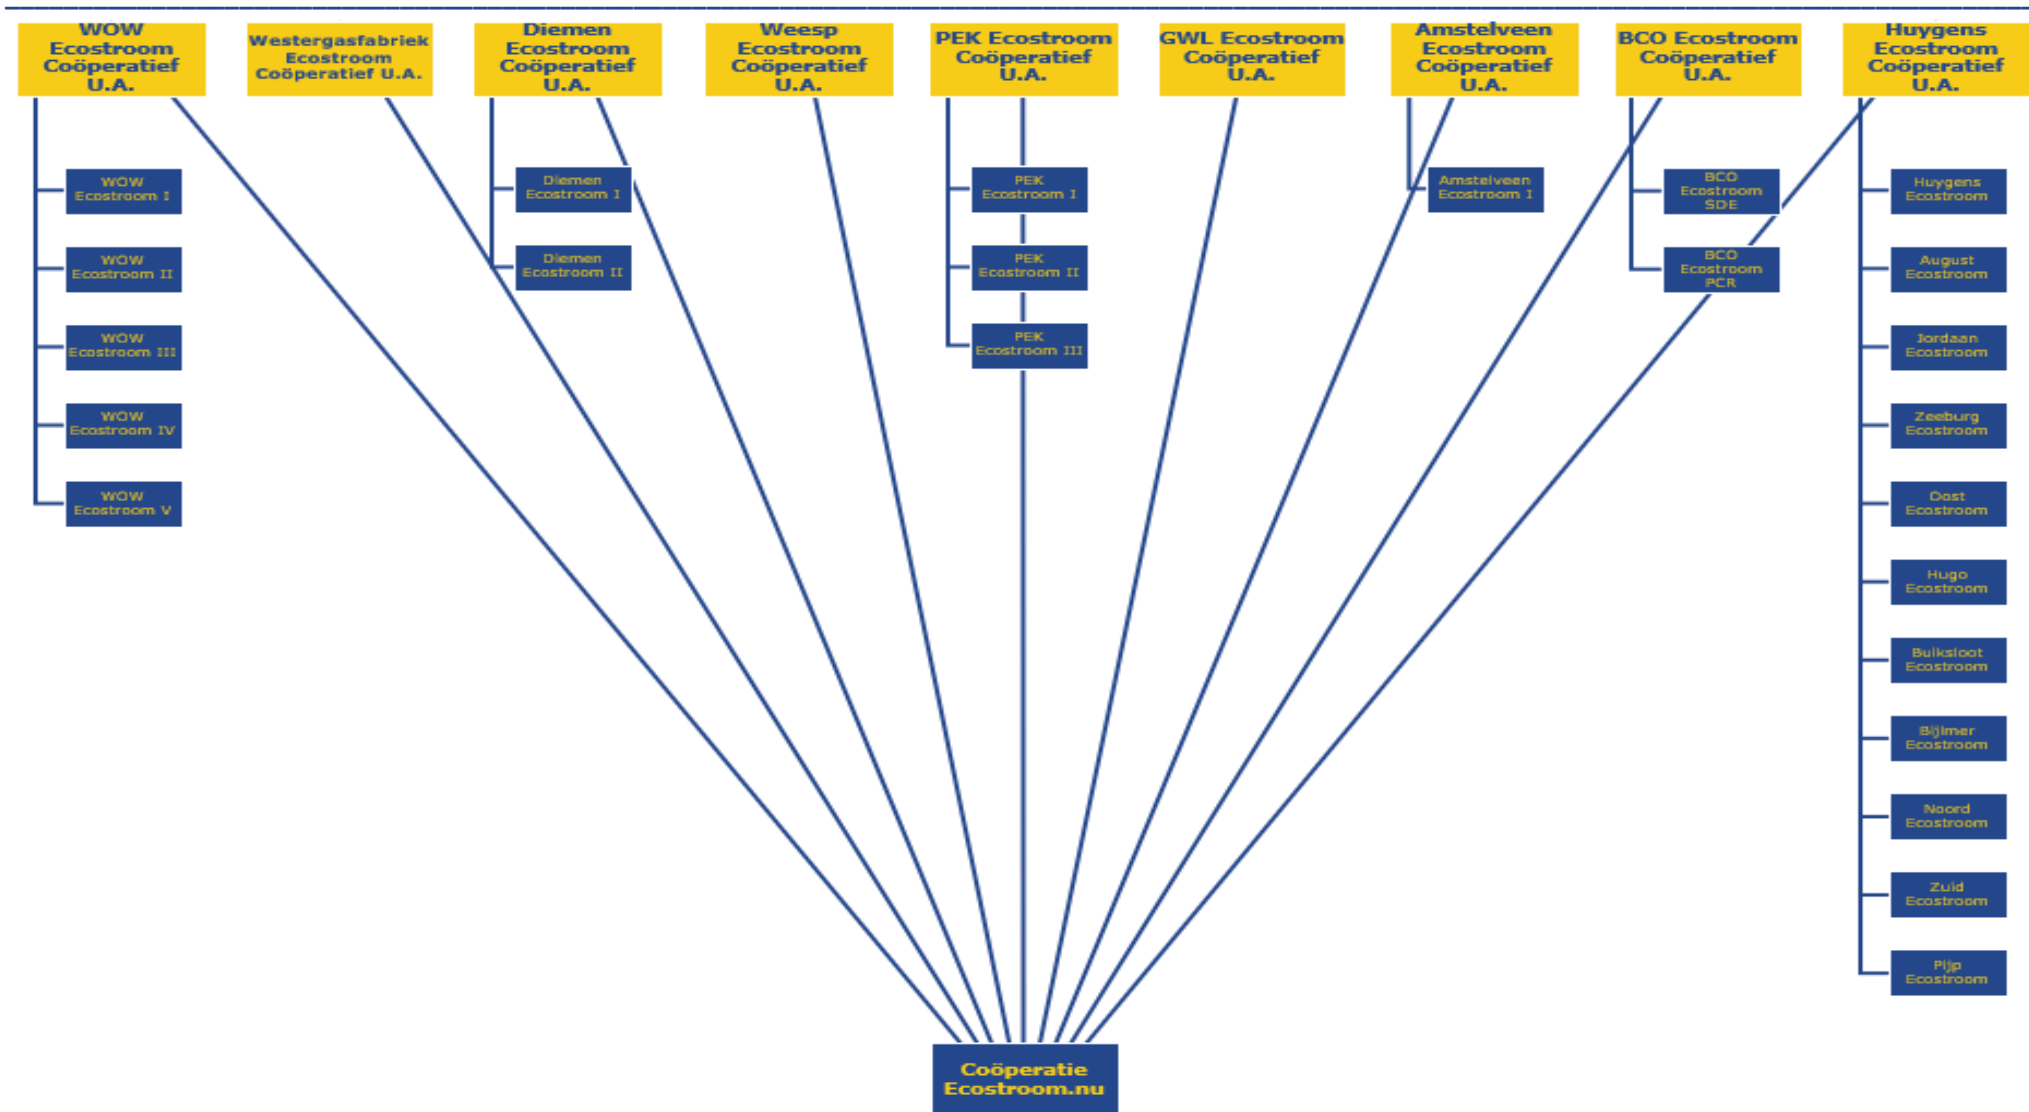 WOW
Ecostroom
Coöperatief
U.A.
Westergasfabriek
Ecostroom
Coöperatief U.A.
Diemen
Ecostroom
Coöperatief
U.A.
Weesp
Ecostroom
Coöperatief
U.A.
PEK Ecostroom
Coöperatief
U.A.
GWL Ecostroom
Coöperatief
U.A.
Amstelveen
Ecostroom
Coöperatief
U.A.
BCO Ecostroom
Coöperatief
U.A.
Huygens
Ecostroom
Coöperatief
U.A.
WOW
Ecostroom I
WOW
Ecostroom II
WOW
Ecostroom III
WOW
Ecostroom IV
WOW
Ecostroom V
Diemen
Ecostroom I
Diemen
Ecostroom II
PEK
Ecostroom I
PEK
Ecostroom II
PEK
Ecostroom III
Amstelveen
Ecostroom I
BCO
Ecostroom
SDE
BCO
Ecostroom
PCR
Huygens
Ecostroom
August
Ecostroom
Jordaan
Ecostroom
Zeeburg
Ecostroom
Oost
Ecostroom
Hugo
Ecostroom
Buiksloot
Ecostroom
Bijlmer
Ecostroom
Noord
Ecostroom
Zuid
Ecostroom
Pijp
Ecostroom
Coöperatie
Ecostroom.nu